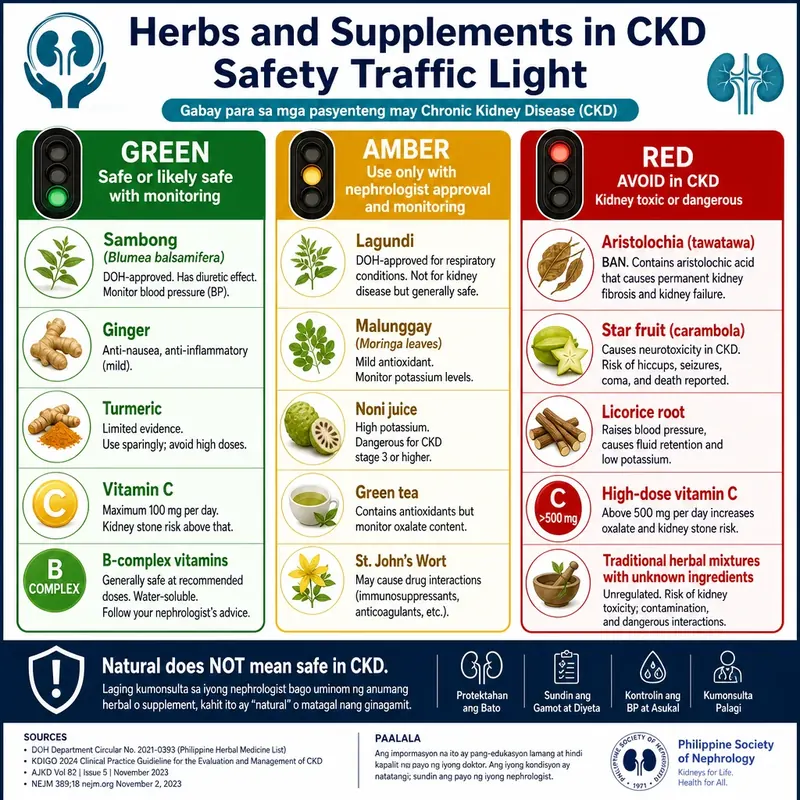 Herbs and Supplements in CKD
Safety Traffic Light
Gabay para sa mga pasyenteng may Chronic Kidney Disease (CKD)
GREEN
Safe or likely safe
with monitoring
Sambong
(Blumea balsamifera)
DOH-approved. Has diuretic effect.
Monitor blood pressure (BP).
Ginger
Anti-nausea, anti-inflammatory
(mild).
Turmeric
Limited evidence.
Use sparingly; avoid high doses.
C
Vitamin C
Maximum 100 mg per day.
Kidney stone risk above that.
B
COMPLEX
B-complex vitamins
Generally safe at recommended
doses. Water-soluble.
Follow your nephrologist's advice.
AMBER
Use only with
nephrologist approval
and monitoring
Lagundi
DOH-approved for respiratory
conditions. Not for kidney
disease but generally safe.
Malunggay
(Moringa leaves)
Mild antioxidant.
Monitor potassium levels.
Noni juice
High potassium.
Dangerous for CKD
stage 3 or higher.
Green tea
Contains antioxidants but
monitor oxalate content.
St. John's Wort
May cause drug interactions
(immunosuppressants,
anticoagulants, etc.).
RED
AVOID in CKD
Kidney toxic or dangerous
Aristolochia (tawatawa)
BAN. Contains aristolochic acid
that causes permanent kidney
fibrosis and kidney failure.
Star fruit (carambola)
Causes neurotoxicity in CKD.
Risk of hiccups, seizures,
coma, and death reported.
Licorice root
Raises blood pressure,
causes fluid retention and
low potassium.
C
>500 mg
High-dose vitamin C
Above 500 mg per day increases
oxalate and kidney stone risk.
Traditional herbal mixtures
with unknown ingredients
Unregulated. Risk of kidney
toxicity; contamination,
and dangerous interactions.
Natural does NOT mean safe in CKD.
Laging kumonsulta sa iyong nephrologist bago uminom ng anumang
herbal o supplement, kahit ito ay "natural" o matagal nang ginagamit.
Protektahan
ang Bato
Sundin ang
Gamot at Diyeta
Kontrolin ang
BP at Asukal
Kumonsulta
Palagi
SOURCES
• DOH Department Circular No. 2021-0393 (Philippine Herbal Medicine List)
• KDIGO 2024 Clinical Practice Guideline for the Evaluation and Management of CKD
• AJKD Vol 82 | Issue 5 | November 2023
• NEJM 389;18 nejm.org November 2, 2023
PAALALA
Ang impormasyon na ito ay pang-edukasyon lamang at hindi
kapalit na payo ng iyong doktor. Ang iyong kondisyon ay
natatangi; sundin ang payo ng iyong nephrologist.
PHILIPPINE SOCIETY OF NEPHROLOGY
1971
Philippine Society
of Nephrology
Kidneys for Life.
Health for All.